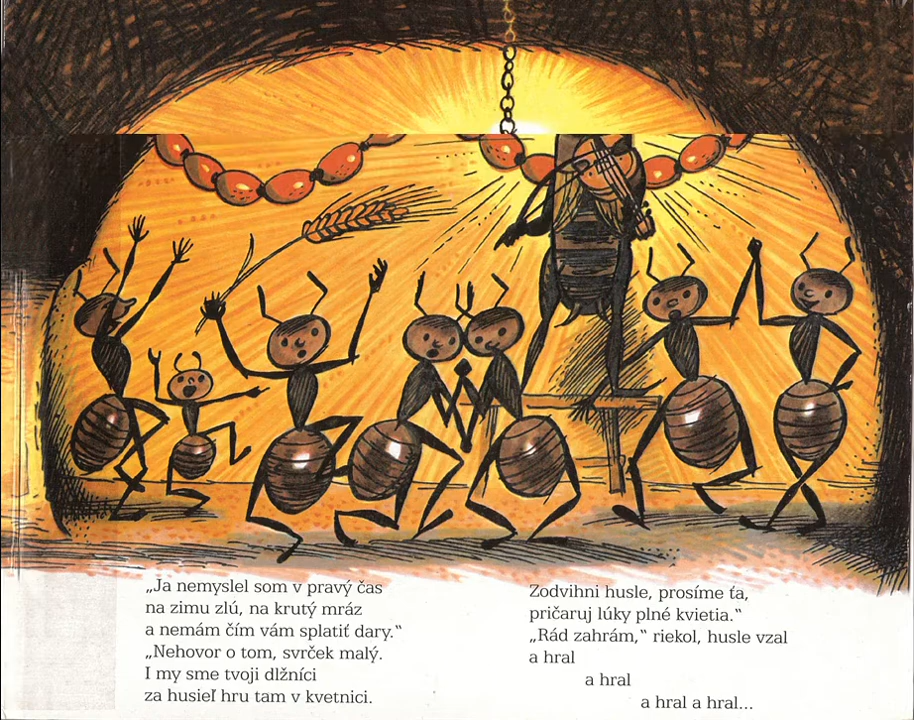 „Ja nemyslel som v pravý čas
na zimu zlú, na krutý mráz
a nemám čím vám splatiť dary.“
„Nehovor o tom, svrček malý.
I my sme tvoji dlžníci
za husieľ hru tam v kvetnici.
Zodvihni husle, prosíme ťa,
pričaruj lúky plné kvietia.“
„Rád zahrám,“ riekol, husle vzal
a hral
a hral
a hral a hral...